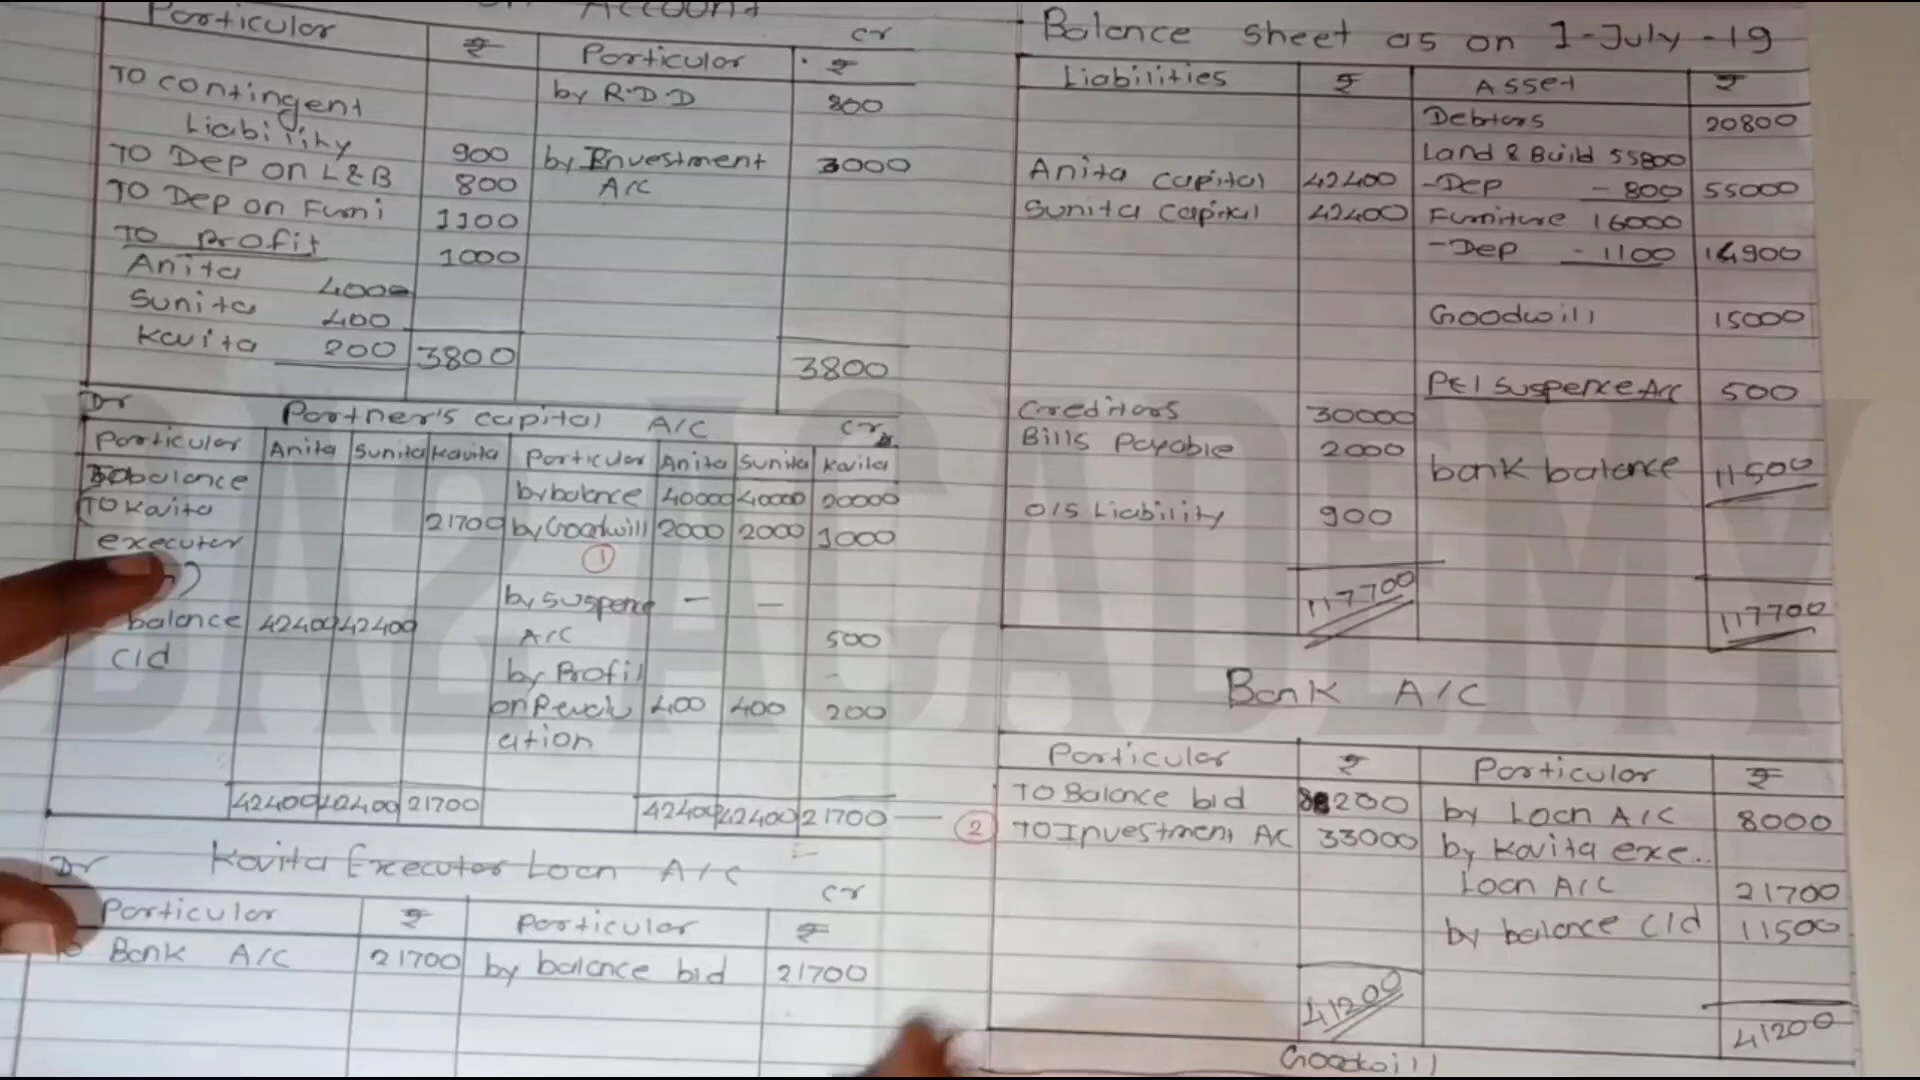 Account
Particular ₹ Particular ₹ cr
To contingent by R.D.D 800
Liability 900 by Investment 3000
To Dep on L&B 800 A/C
To Dep on Furni 1100
To Profit 1000
Anita 400
Sunita 400
Kavita 200 3800 3800
Dr Partner's capital A/C cr
Particular Anita Sunita Kavita Particular Anita Sunita Kavita
To balance by balance 40000 40000 20000
To Kavita 21700 by Goodwill 2000 2000 1000
executer ①
by suspence — —
balance 42400 42400 A/C 500
c/d by Profit
on Revalu 400 400 200
ation
42400 42400 21700 42400 42400 21700
Dr Kavita Executor Loan A/C cr
Particular ₹ Particular ₹
Bank A/C 21700 by balance b/d 21700
Balance sheet as on 1-July-19
Liabilities ₹ Asset ₹
Debtors 20800
Land & Build 55800
Anita capital 42400 -Dep -800 55000
Sunita Capital 42400 Furniture 16000
-Dep -1100 14900
Goodwill 15000
P&l Suspence A/c 500
Creditors 30000
Bills Payable 2000 bank balance 11500
O/S Liability 900
117700 117700
Bank A/C
Particular ₹ Particular ₹
To Balance b/d 8200 by Loan A/C 8000
② To Investment AC 33000 by Kavita exe..
Loan A/C 21700
by balance c/d 11500
41200 41200
Goodwill
BA2Z ACADEMY